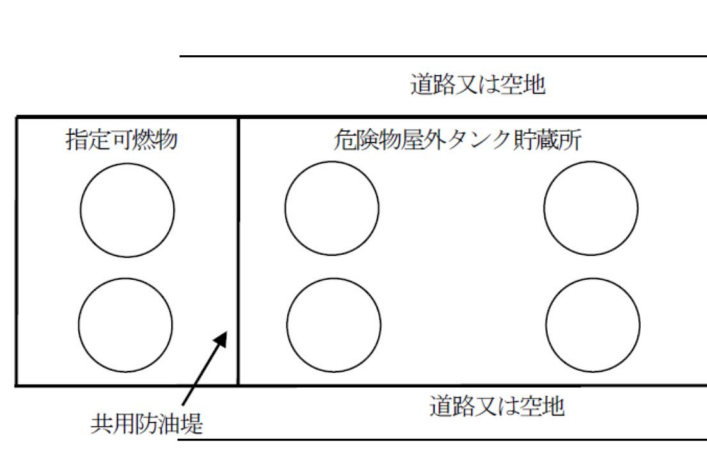 道路又は空地
指定可燃物
危険物屋外タンク貯蔵所
道路又は空地
共用防油堤